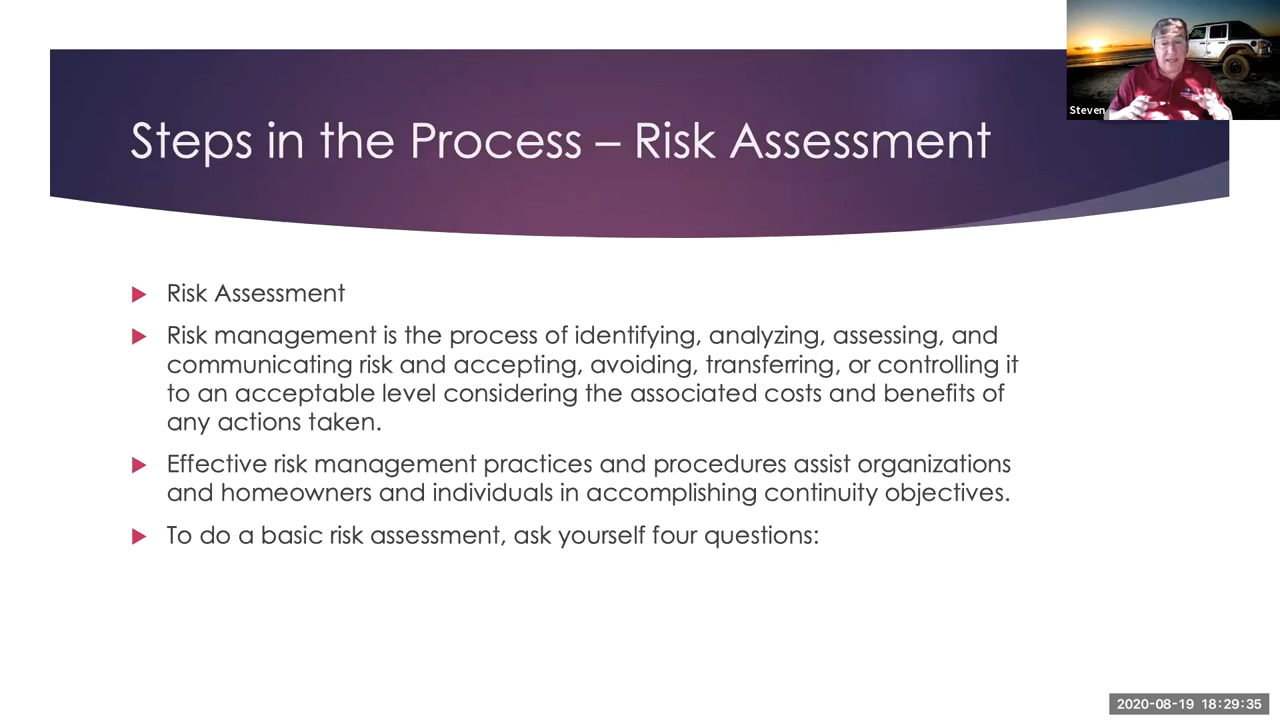 Steps in the Process – Risk Assessment
Steven
Risk Assessment
Risk management is the process of identifying, analyzing, assessing, and
communicating risk and accepting, avoiding, transferring, or controlling it
to an acceptable level considering the associated costs and benefits of
any actions taken.
Effective risk management practices and procedures assist organizations
and homeowners and individuals in accomplishing continuity objectives.
To do a basic risk assessment, ask yourself four questions:
2020-08-19 18:29:35